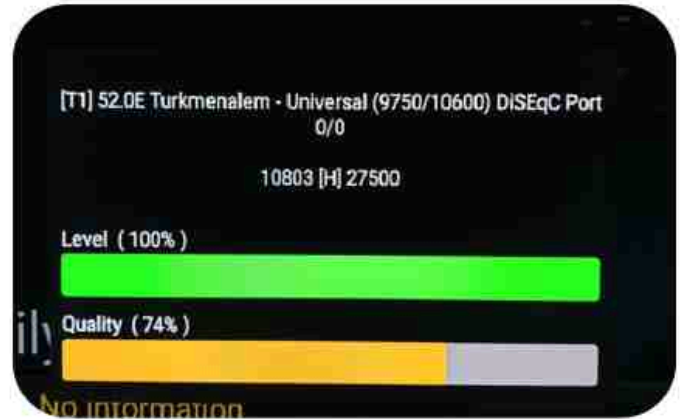 [T1] 52.0E Turkmenalem - Universal (9750/10600) DiSEqC Port
0/0
10803 [H] 27500
Level (100%)
Quality (74%)
ily
No information